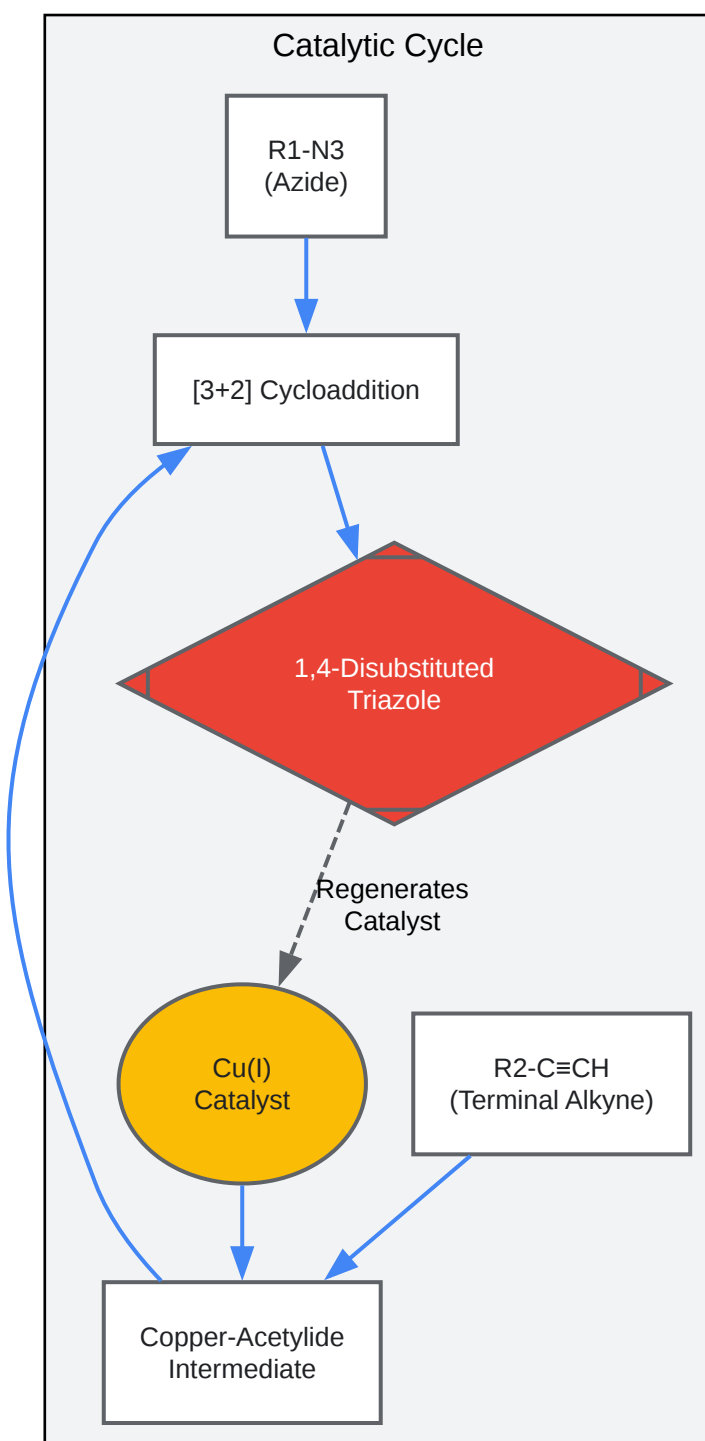 Catalytic Cycle
R1-N3
(Azide)
[3+2] Cycloaddition
1,4-Disubstituted
Triazole
Regenerates
Catalyst
Cu(I)
Catalyst
R2-C≡CH
(Terminal Alkyne)
Copper-Acetylide
Intermediate